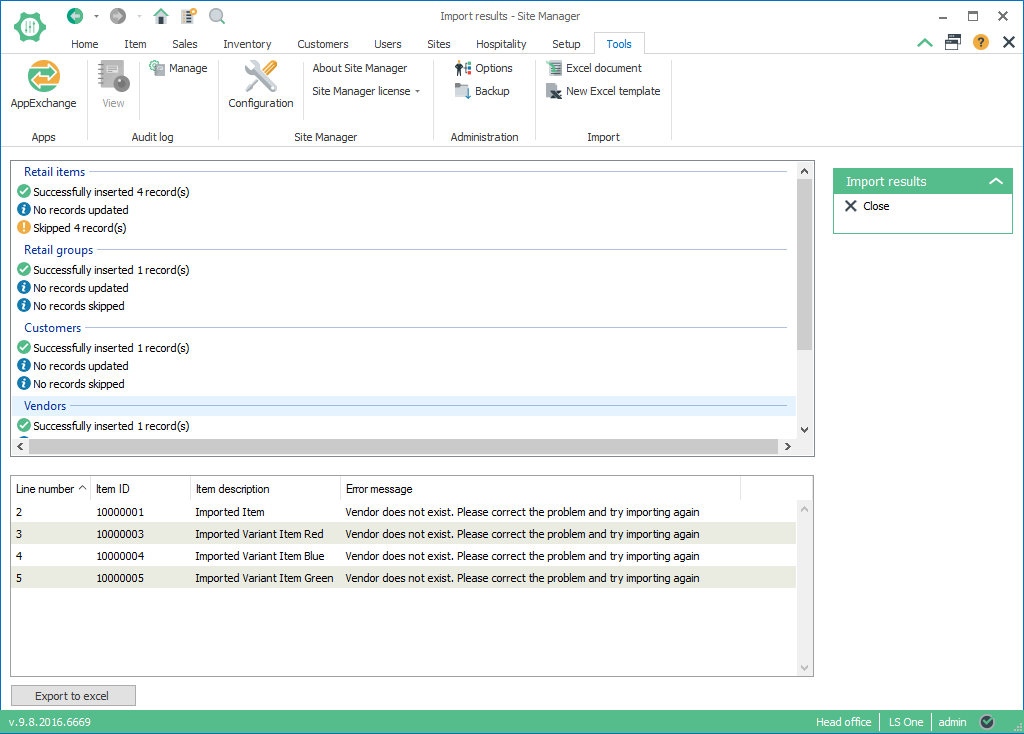 Import results - Site Manager
Home Item Sales Inventory Customers Users Sites Hospitality Setup Tools
AppExchange
Apps
View
Manage
Audit log
Configuration
About Site Manager
Site Manager license
Site Manager
Options
Backup
Administration
Excel document
New Excel template
Import
Retail items
Successfully inserted 4 record(s)
No records updated
Skipped 4 record(s)
Retail groups
Successfully inserted 1 record(s)
No records updated
No records skipped
Customers
Successfully inserted 1 record(s)
No records updated
No records skipped
Vendors
Successfully inserted 1 record(s)
Import results
Close
Line number Item ID Item description Error message
2 10000001 Imported Item Vendor does not exist. Please correct the problem and try importing again
3 10000003 Imported Variant Item Red Vendor does not exist. Please correct the problem and try importing again
4 10000004 Imported Variant Item Blue Vendor does not exist. Please correct the problem and try importing again
5 10000005 Imported Variant Item Green Vendor does not exist. Please correct the problem and try importing again
Export to excel
v.9.8.2016.6669 Head office LS One admin